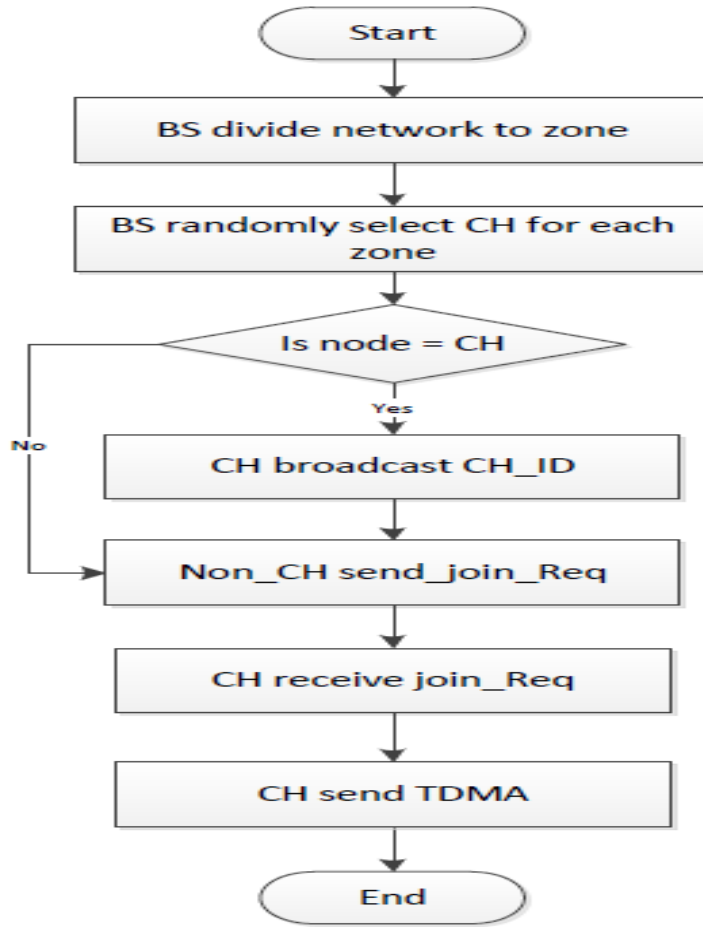 Start
BS divide network to zone
BS randomly select CH for each
zone
Is node = CH
Yes
No
CH broadcast CH_ID
Non_CH send_join_Req
CH receive join_Req
CH send TDMA
End